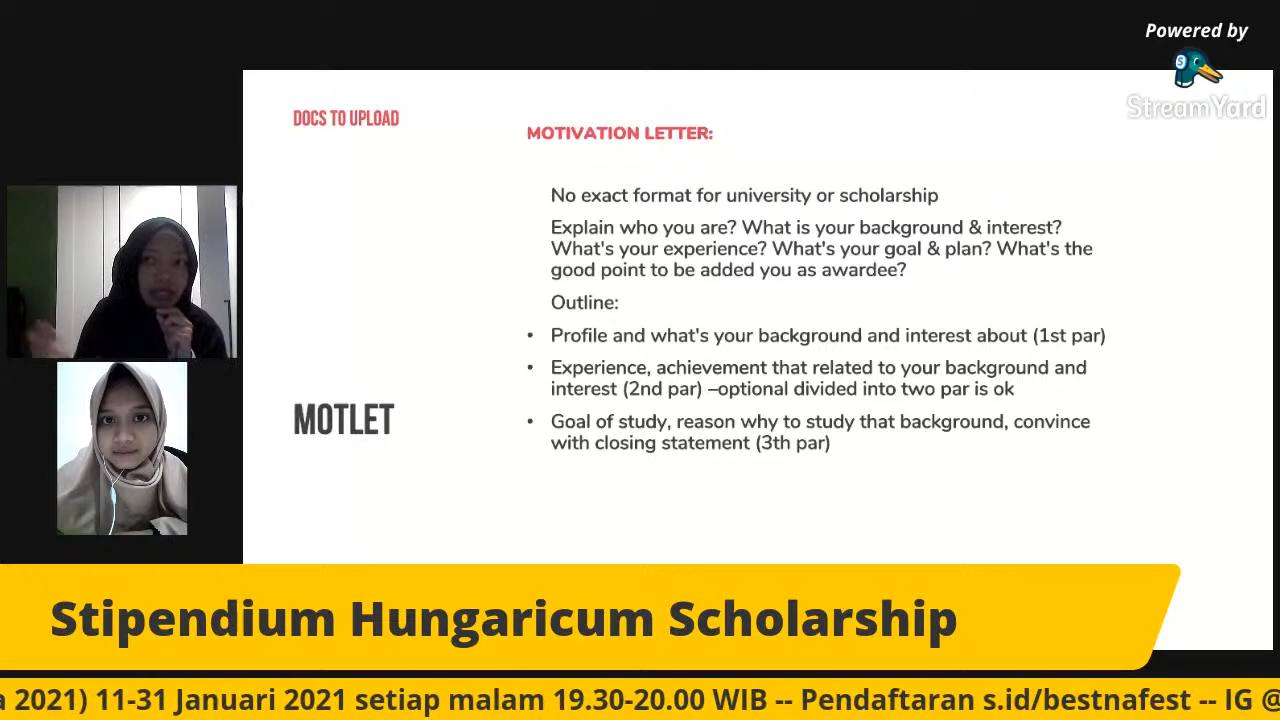 Powered by
StreamYard
DOCS TO UPLOAD
MOTIVATION LETTER:
No exact format for university or scholarship
Explain who you are? What is your background & interest?
What's your experience? What's your goal & plan? What's the
good point to be added you as awardee?
Outline:
• Profile and what's your background and interest about (1st par)
• Experience, achievement that related to your background and
interest (2nd par) –optional divided into two par is ok
MOTLET
• Goal of study, reason why to study that background, convince
with closing statement (3th par)
Stipendium Hungaricum Scholarship
a 2021) 11-31 Januari 2021 setiap malam 19.30-20.00 WIB -- Pendaftaran s.id/bestnafest -- IG @